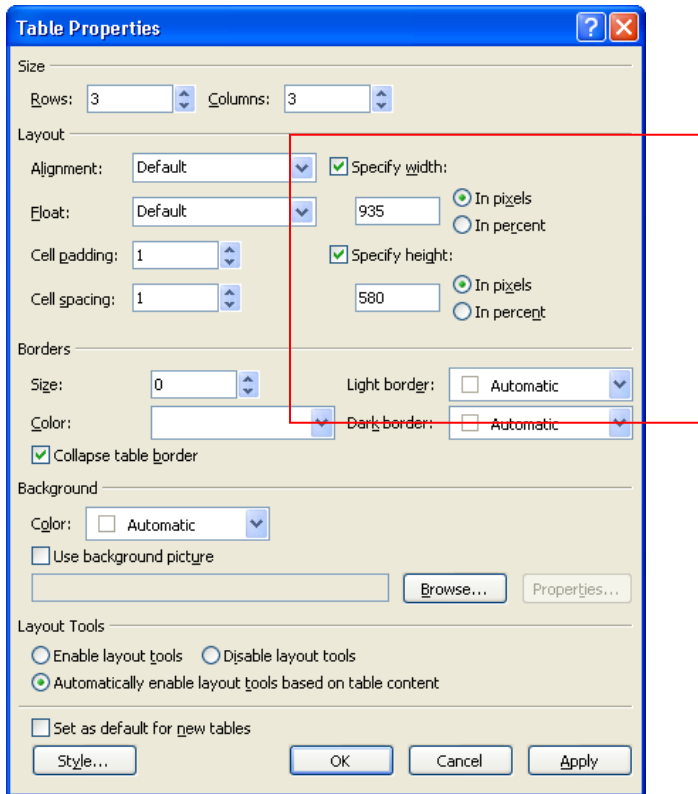 Table Properties
Size
Rows: 3 Columns: 3
Layout
Alignment: Default Specify width:
Float: Default 935 In pixels
In percent
Cell padding: 1 Specify height:
Cell spacing: 1 580 In pixels
In percent
Borders
Size: 0 Light border: Automatic
Color: Dark border: Automatic
Collapse table border
Background
Color: Automatic
Use background picture
Browse... Properties...
Layout Tools
Enable layout tools Disable layout tools
Automatically enable layout tools based on table content
Set as default for new tables
Style... OK Cancel Apply